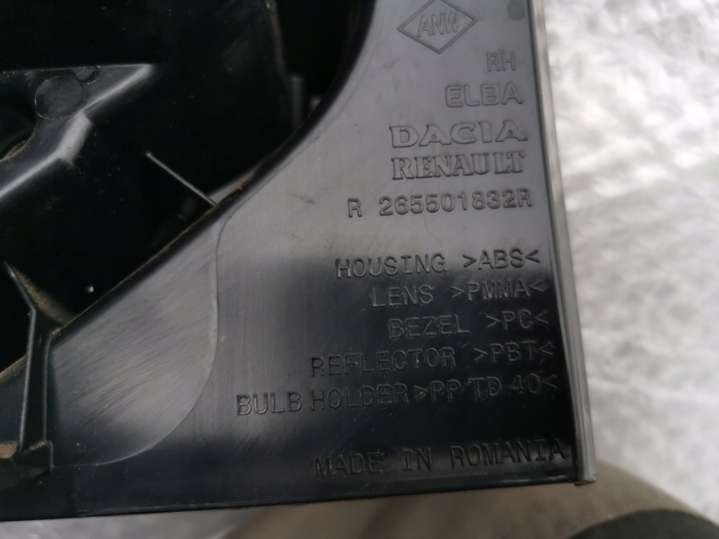 ANW
RH
ELBA
DACIA
RENAULT
R 265501832R
HOUSING >ABS<
LENS >PMMA<
BEZEL >PC<
REFLECTOR >PBT<
BULB HOLDER >PP TD 40<
MADE IN ROMANIA